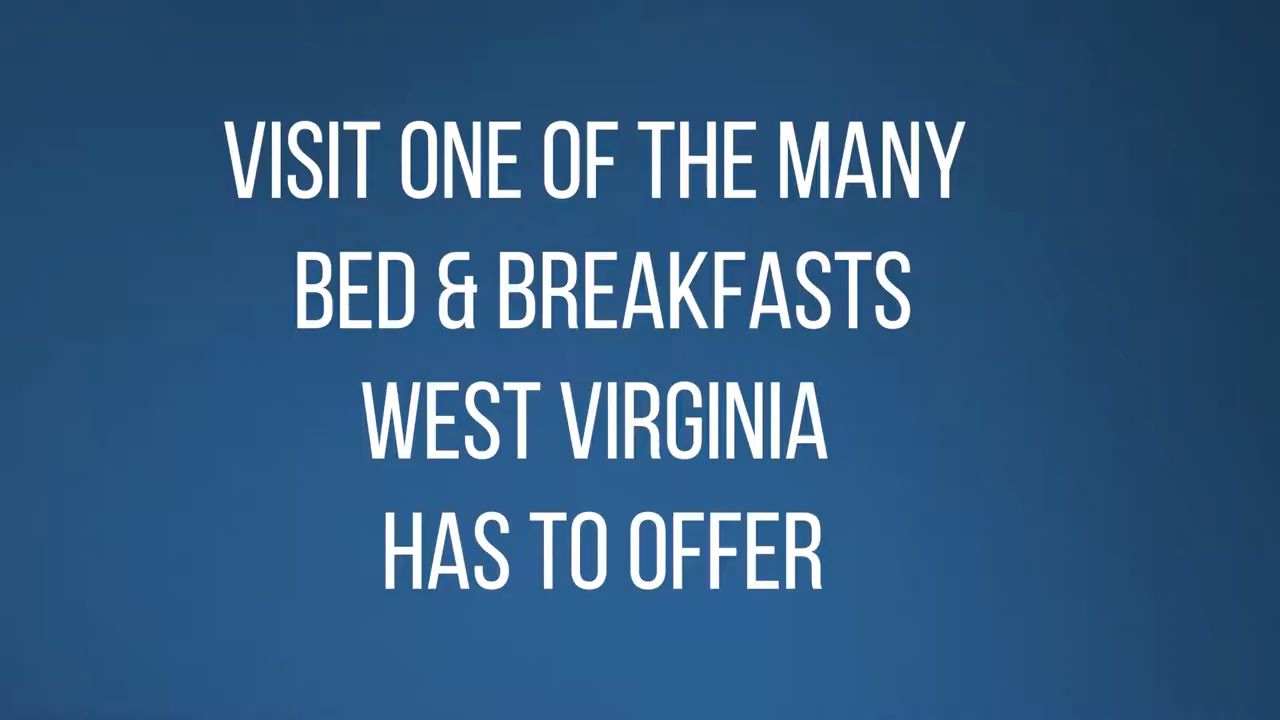 VISIT ONE OF THE MANY
BED & BREAKFASTS
WEST VIRGINIA
HAS TO OFFER